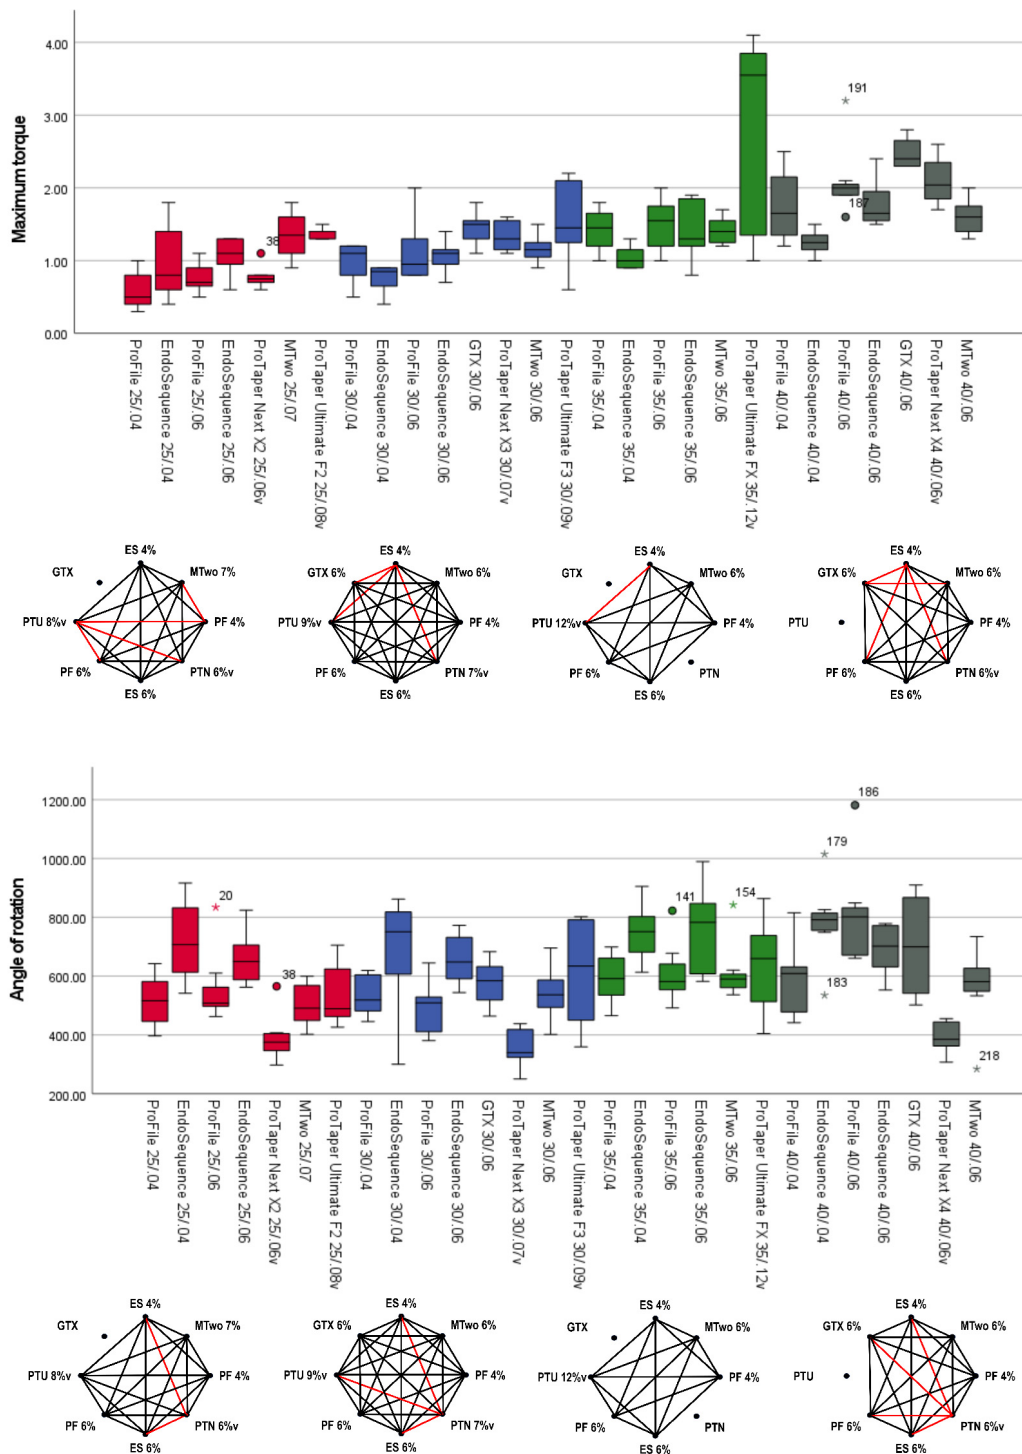 Maximum torque
4.00
3.00
2.00
1.00
0.00
38
191
187
ProFile 25/.04
EndoSequence 25/.04
ProFile 25/.06
EndoSequence 25/.06
ProTaper Next X2 25/.06v
MTwo 25/.07
ProTaper Ultimate F2 25/.08v
ProFile 30/.04
EndoSequence 30/.04
ProFile 30/.06
EndoSequence 30/.06
GTX 30/.06
ProTaper Next X3 30/.07v
MTwo 30/.06
ProTaper Ultimate F3 30/.09v
ProFile 35/.04
EndoSequence 35/.04
ProFile 35/.06
EndoSequence 35/.06
MTwo 35/.06
ProTaper Ultimate FX 35/.12v
ProFile 40/.04
EndoSequence 40/.04
ProFile 40/.06
EndoSequence 40/.06
GTX 40/.06
ProTaper Next X4 40/.06v
MTwo 40/.06
ES 4%
GTX
MTwo 7%
PTU 8%v
PF 4%
PF 6%
PTN 6%v
ES 6%
ES 4%
GTX 6%
MTwo 6%
PTU 9%v
PF 4%
PF 6%
PTN 7%v
ES 6%
ES 4%
GTX
MTwo 6%
PTU 12%v
PF 4%
PF 6%
PTN
ES 6%
ES 4%
GTX 6%
MTwo 6%
PTU
PF 4%
PF 6%
PTN 6%v
ES 6%
Angle of rotation
1200.00
1000.00
800.00
600.00
400.00
200.00
20
38
141
154
179
183
186
218
ProFile 25/.04
EndoSequence 25/.04
ProFile 25/.06
EndoSequence 25/.06
ProTaper Next X2 25/.06v
MTwo 25/.07
ProTaper Ultimate F2 25/.08v
ProFile 30/.04
EndoSequence 30/.04
ProFile 30/.06
EndoSequence 30/.06
GTX 30/.06
ProTaper Next X3 30/.07v
MTwo 30/.06
ProTaper Ultimate F3 30/.09v
ProFile 35/.04
EndoSequence 35/.04
ProFile 35/.06
EndoSequence 35/.06
MTwo 35/.06
ProTaper Ultimate FX 35/.12v
ProFile 40/.04
EndoSequence 40/.04
ProFile 40/.06
EndoSequence 40/.06
GTX 40/.06
ProTaper Next X4 40/.06v
MTwo 40/.06
ES 4%
GTX
MTwo 7%
PTU 8%v
PF 4%
PF 6%
PTN 6%v
ES 6%
ES 4%
GTX 6%
MTwo 6%
PTU 9%v
PF 4%
PF 6%
PTN 7%v
ES 6%
ES 4%
GTX
MTwo 6%
PTU 12%v
PF 4%
PF 6%
PTN
ES 6%
ES 4%
GTX 6%
MTwo 6%
PTU
PF 4%
PF 6%
PTN 6%v
ES 6%